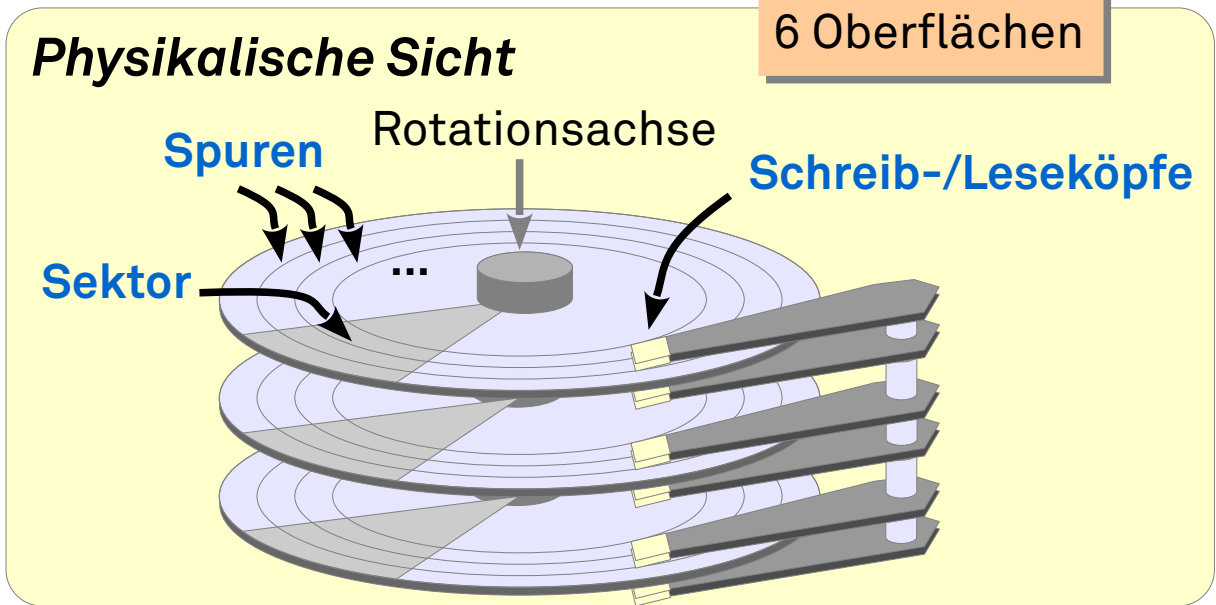 6 Oberflächen
Physikalische Sicht
Rotationsachse
Spuren
Schreib-/Leseköpfe
...
Sektor